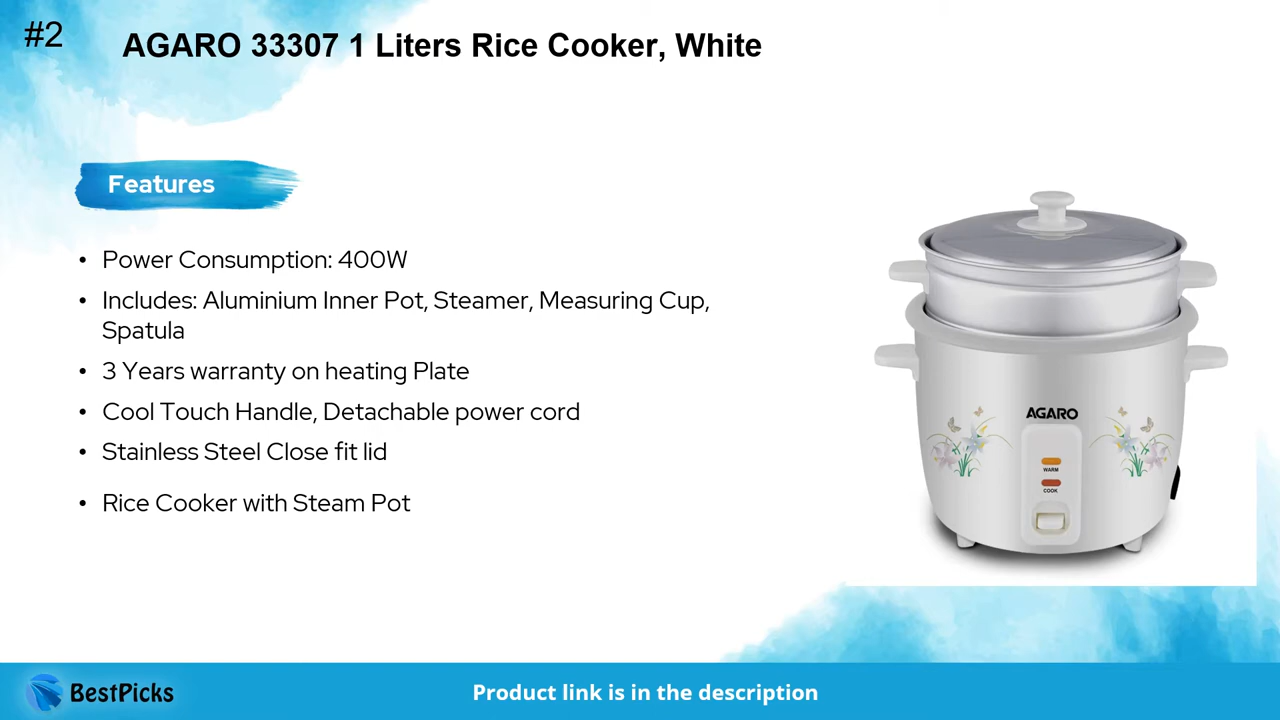 #2
AGARO 33307 1 Liters Rice Cooker, White
Features
• Power Consumption: 400W
• Includes: Aluminium Inner Pot, Steamer, Measuring Cup,
Spatula
• 3 Years warranty on heating Plate
• Cool Touch Handle, Detachable power cord
• Stainless Steel Close fit lid
• Rice Cooker with Steam Pot
AGARO
WARM
COOK
BestPicks
Product link is in the description